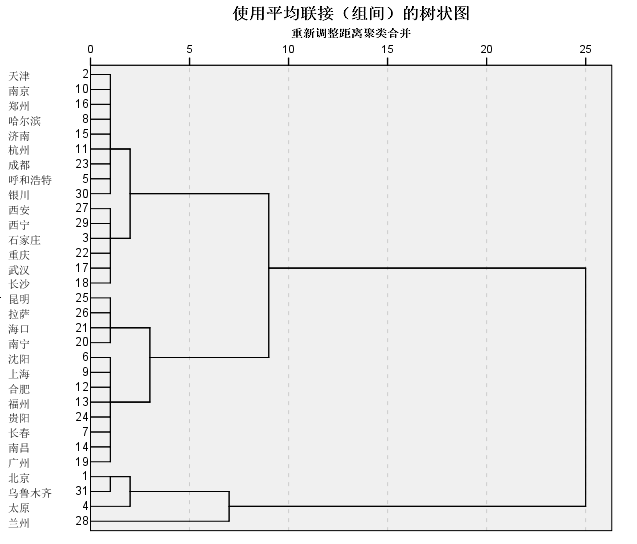 使用平均联接（组间）的树状图
重新调整距离聚类合并
0 5 10 15 20 25
天津 2
南京 10
郑州 16
哈尔滨 8
济南 15
杭州 11
成都 23
呼和浩特 5
银川 30
西安 27
西宁 29
石家庄 3
重庆 22
武汉 17
长沙 18
昆明 25
拉萨 26
海口 21
南宁 20
沈阳 6
上海 9
合肥 12
福州 13
贵阳 24
长春 7
南昌 14
广州 19
北京 1
乌鲁木齐 31
太原 4
兰州 28